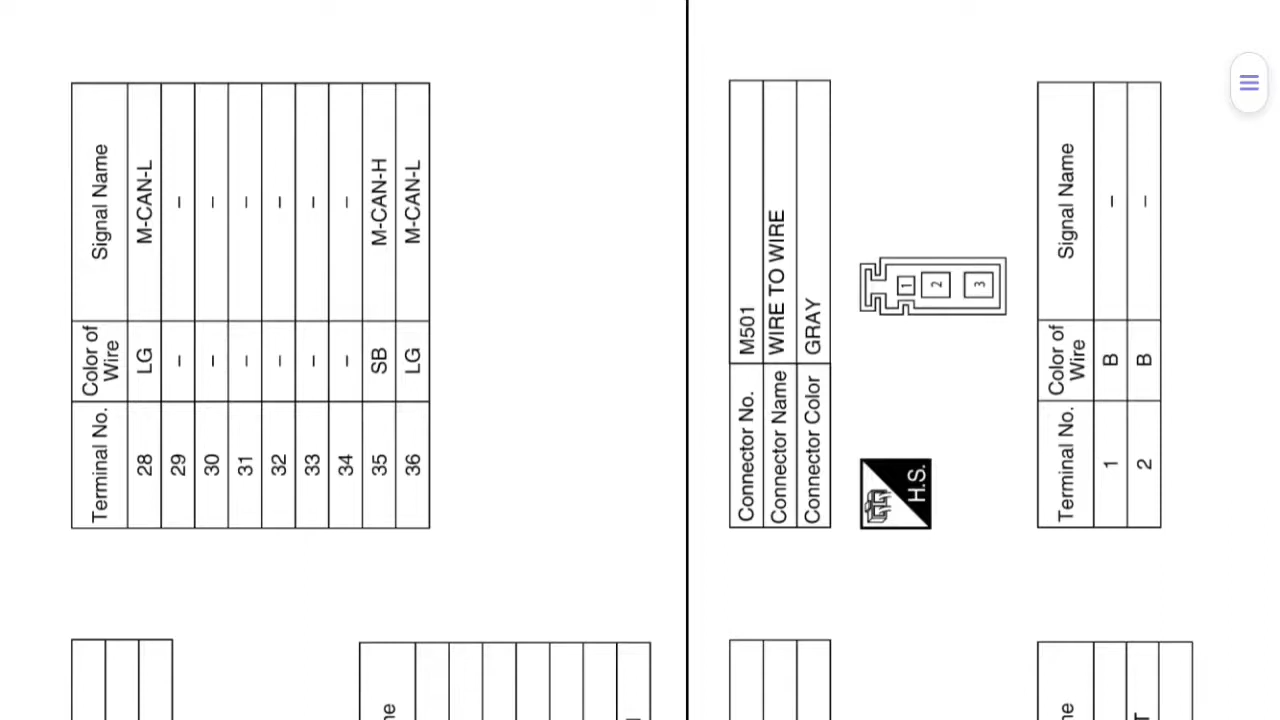 Terminal No. Color of Wire Signal Name
28 LG M-CAN-L
29 – –
30 – –
31 – –
32 – –
33 – –
34 – –
35 SB M-CAN-H
36 LG M-CAN-L
Connector No. M501
Connector Name WIRE TO WIRE
Connector Color GRAY
H.S.
1
2
3
Terminal No. Color of Wire Signal Name
1 B –
2 B –